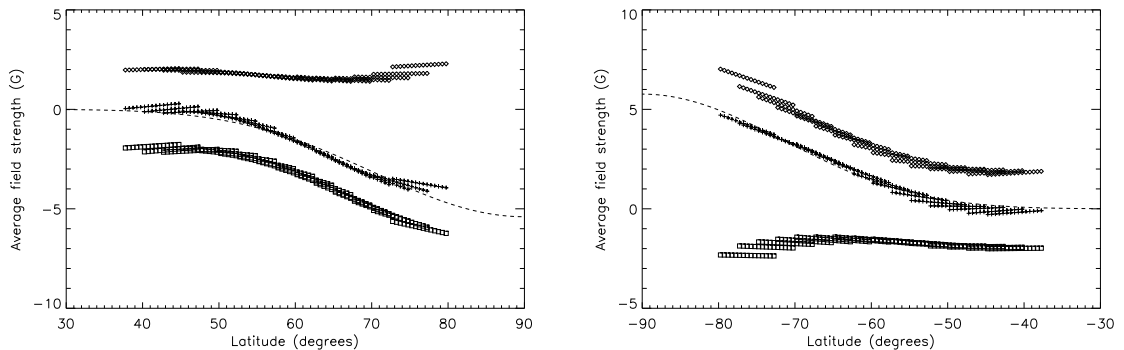 5
0
−5
−10
30 40 50 60 70 80 90
Latitude (degrees)
Average field strength (G)
10
5
0
−5
−90 −80 −70 −60 −50 −40 −30
Latitude (degrees)
Average field strength (G)